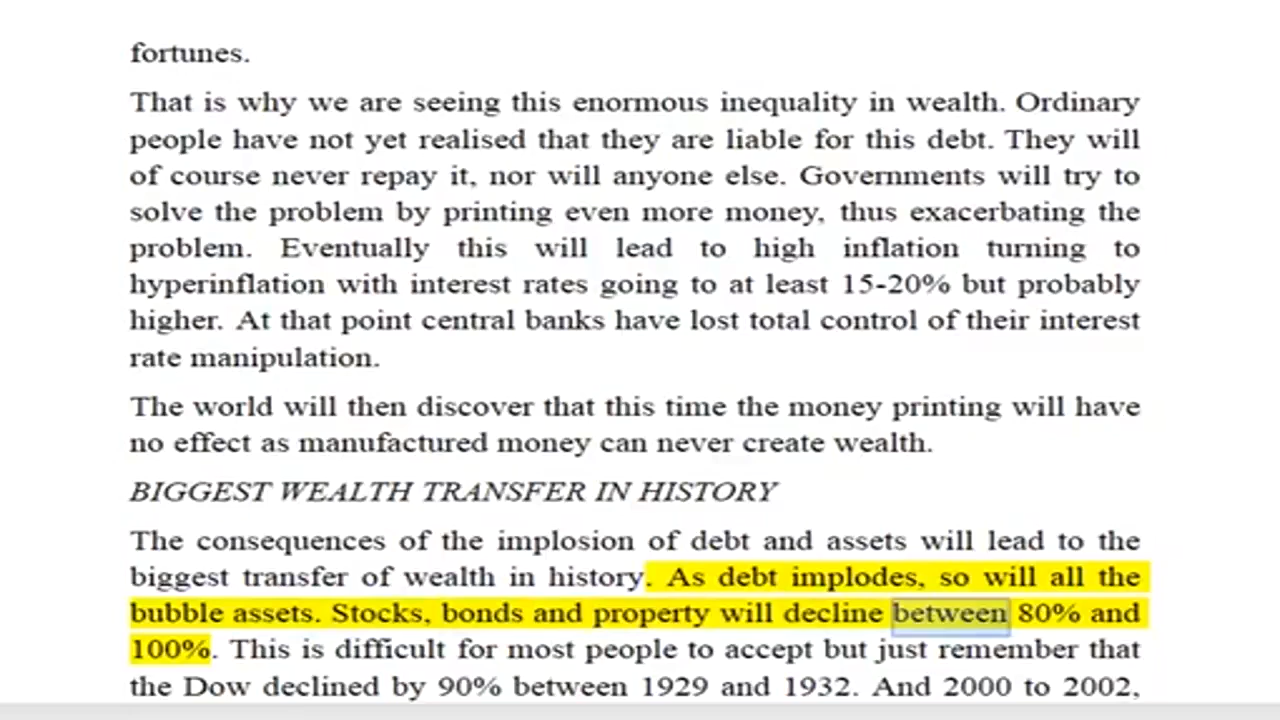 fortunes.
That is why we are seeing this enormous inequality in wealth. Ordinary
people have not yet realised that they are liable for this debt. They will
of course never repay it, nor will anyone else. Governments will try to
solve the problem by printing even more money, thus exacerbating the
problem. Eventually this will lead to high inflation turning to
hyperinflation with interest rates going to at least 15-20% but probably
higher. At that point central banks have lost total control of their interest
rate manipulation.
The world will then discover that this time the money printing will have
no effect as manufactured money can never create wealth.
BIGGEST WEALTH TRANSFER IN HISTORY
The consequences of the implosion of debt and assets will lead to the
biggest transfer of wealth in history. As debt implodes, so will all the
bubble assets. Stocks, bonds and property will decline between 80% and
100%. This is difficult for most people to accept but just remember that
the Dow declined by 90% between 1929 and 1932. And 2000 to 2002,